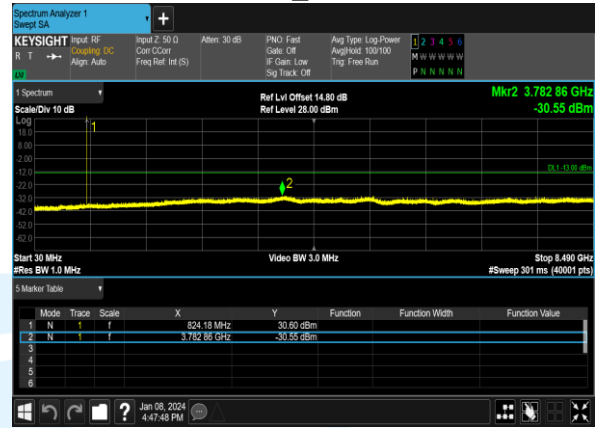 Spectrum Analyzer 1
Swept SA
KEYSIGHT Input: RF Input Z: 50 Ω Atten: 30 dB PNO: Fast Avg Type: Log-Power 1 2 3 4 5 6
R T Coupling: DC Corr CCorr Gate: Off Avg|Hold: 100/100 M W W W W W
Align: Auto Freq Ref: Int (S) IF Gain: Low Trig: Free Run
Sig Track: Off P N N N N N
1 Spectrum Ref Lvl Offset 14.80 dB Mkr2 3.782 86 GHz
Scale/Div 10 dB Ref Level 28.00 dBm -30.55 dBm
Log
18.0
1
8.00
-2.00
-12.0
DL1 -13.00 dBm
-22.0
2
-32.0
-42.0
-52.0
-62.0
Start 30 MHz Video BW 3.0 MHz Stop 8.490 GHz
#Res BW 1.0 MHz #Sweep 301 ms (40001 pts)
5 Marker Table
Mode Trace Scale X Y Function Function Width Function Value
1 N 1 f 824.18 MHz 30.60 dBm
2 N 1 f 3.782 86 GHz -30.55 dBm
3
4
5
6
? Jan 08, 2024
4:47:48 PM